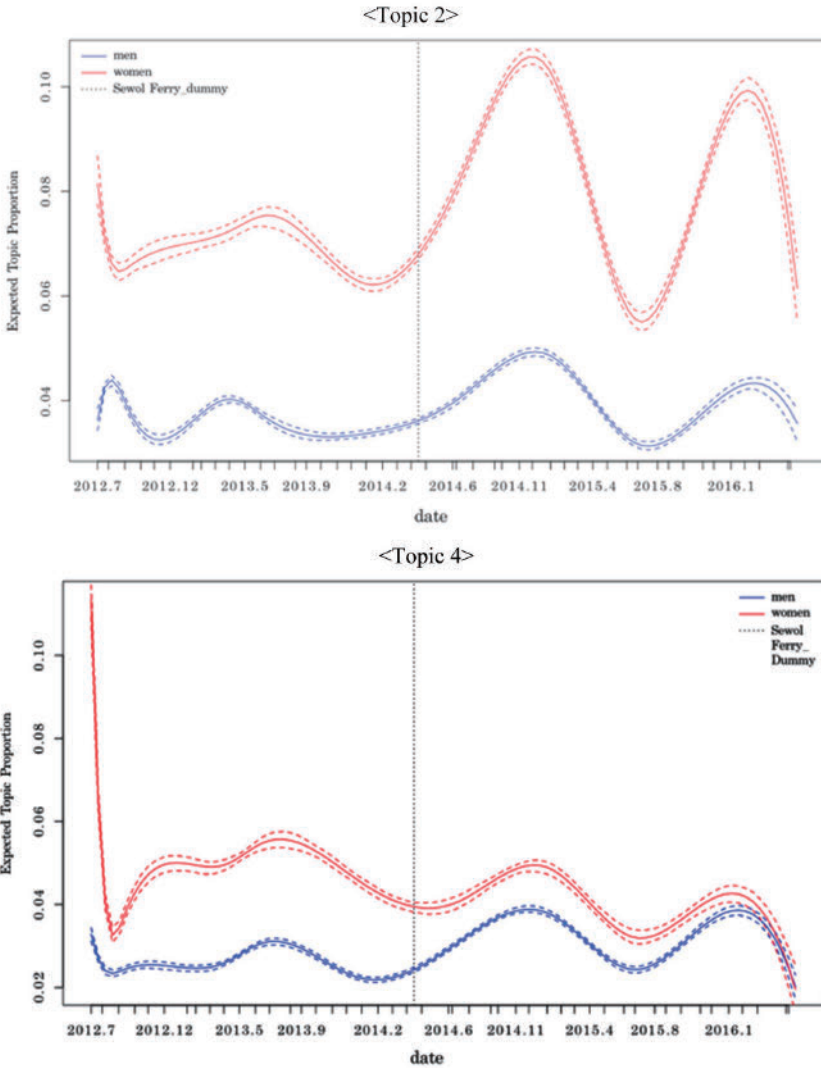 <Topic 2>
men
women
Sewol Ferry_dummy
Expected Topic Proportion
0.10
0.08
0.06
0.04
2012.7 2012.12 2013.5 2013.9 2014.2 2014.6 2014.11 2015.4 2015.8 2016.1
date
<Topic 4>
men
women
Sewol
Ferry_
Dummy
Expected Topic Proportion
0.10
0.08
0.06
0.04
0.02
2012.7 2012.12 2013.5 2013.9 2014.2 2014.6 2014.11 2015.4 2015.8 2016.1
date